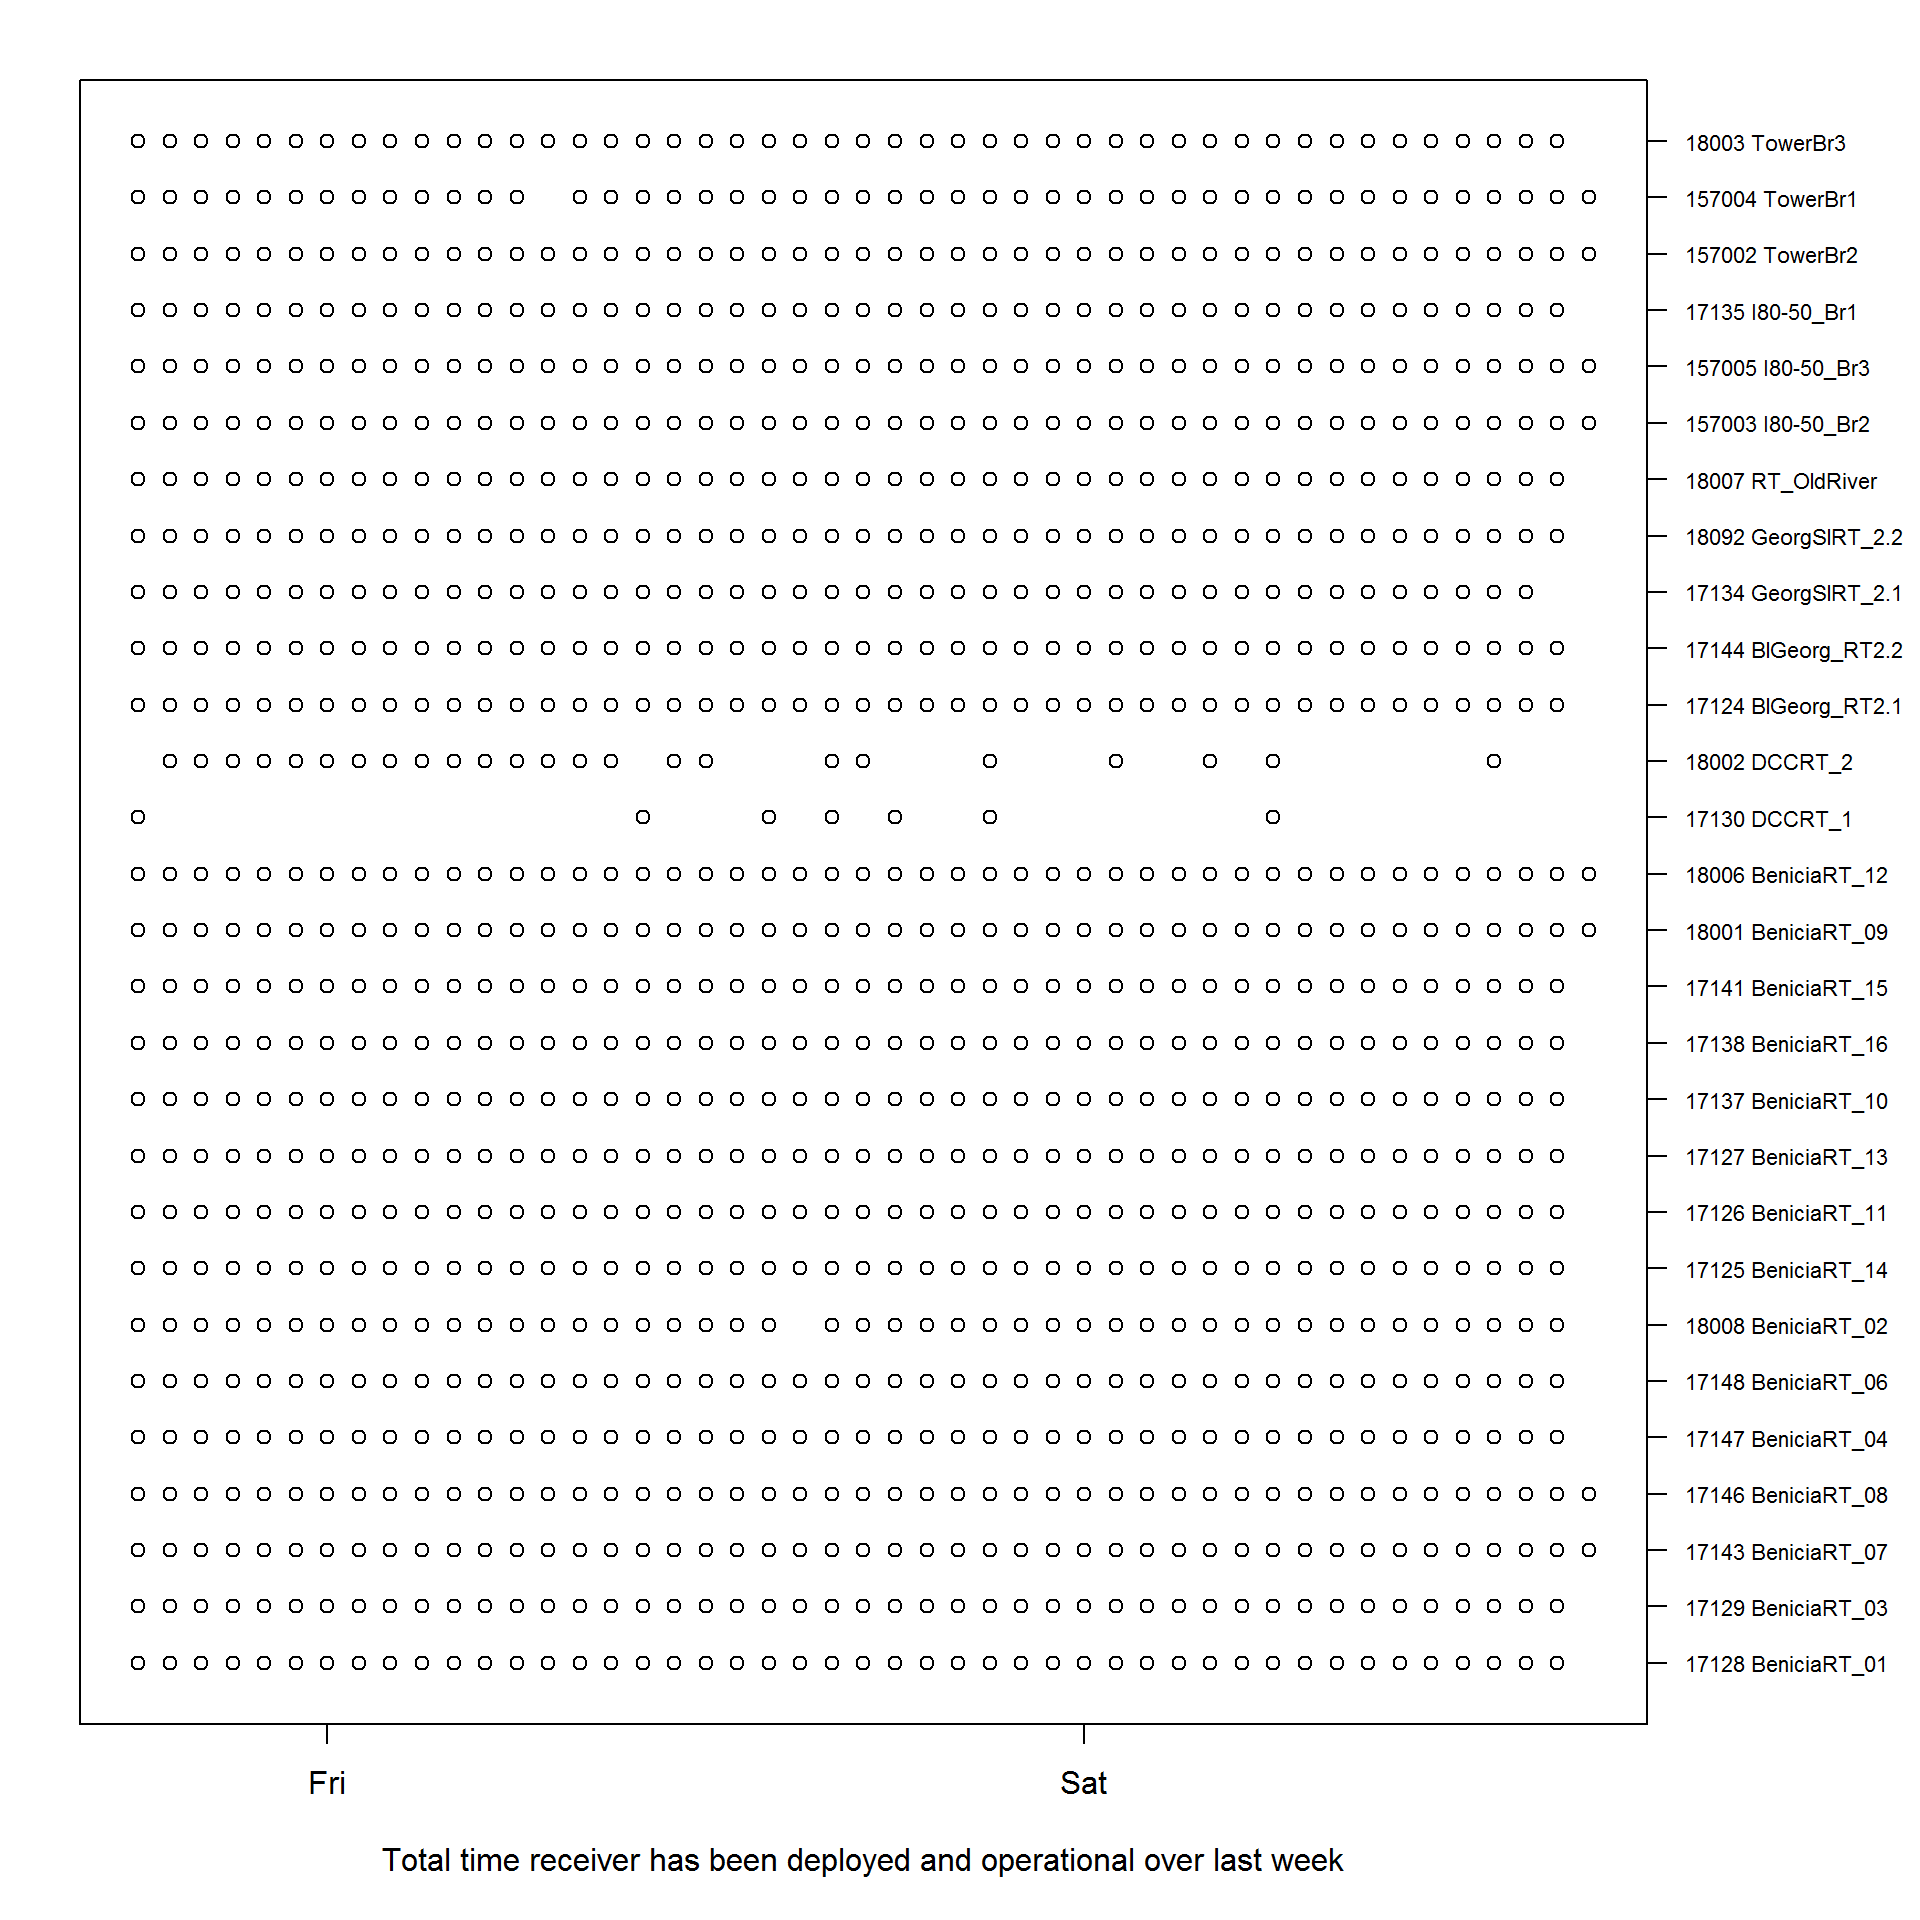 18003 TowerBr3
157004 TowerBr1
157002 TowerBr2
17135 I80-50_Br1
157005 I80-50_Br3
157003 I80-50_Br2
18007 RT_OldRiver
18092 GeorgSlRT_2.2
17134 GeorgSlRT_2.1
17144 BlGeorg_RT2.2
17124 BlGeorg_RT2.1
18002 DCCRT_2
17130 DCCRT_1
18006 BeniciaRT_12
18001 BeniciaRT_09
17141 BeniciaRT_15
17138 BeniciaRT_16
17137 BeniciaRT_10
17127 BeniciaRT_13
17126 BeniciaRT_11
17125 BeniciaRT_14
18008 BeniciaRT_02
17148 BeniciaRT_06
17147 BeniciaRT_04
17146 BeniciaRT_08
17143 BeniciaRT_07
17129 BeniciaRT_03
17128 BeniciaRT_01
Fri Sat
Total time receiver has been deployed and operational over last week